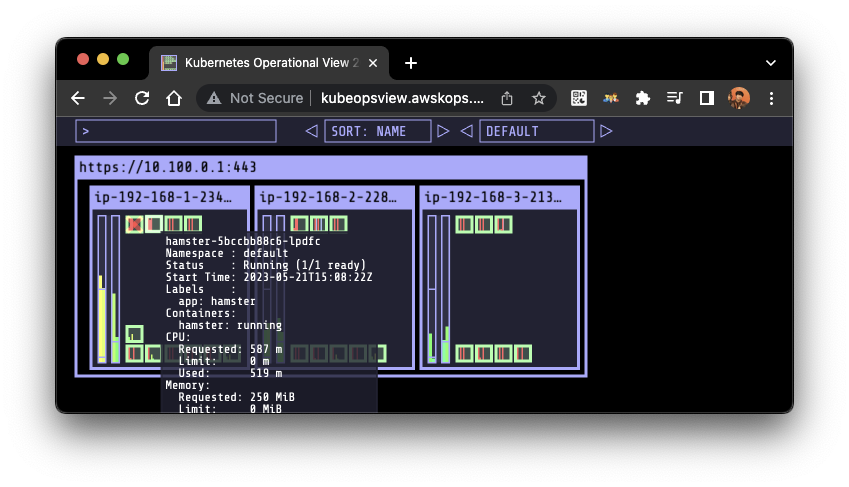 Kubernetes Operational View 2
Not Secure
kubeopsview.awskops....
>
SORT: NAME
DEFAULT
https://10.100.0.1:443
ip-192-168-1-234…
ip-192-168-2-228…
ip-192-168-3-213…
hamster-5bccbb88c6-lpdfc
Namespace : default
Status    : Running (1/1 ready)
Start Time: 2023-05-21T15:08:22Z
Labels    :
app: hamster
Containers:
hamster: running
CPU:
Requested: 587 m
Limit:     0 m
Used:      519 m
Memory:
Requested: 250 MiB
Limit:     0 MiB